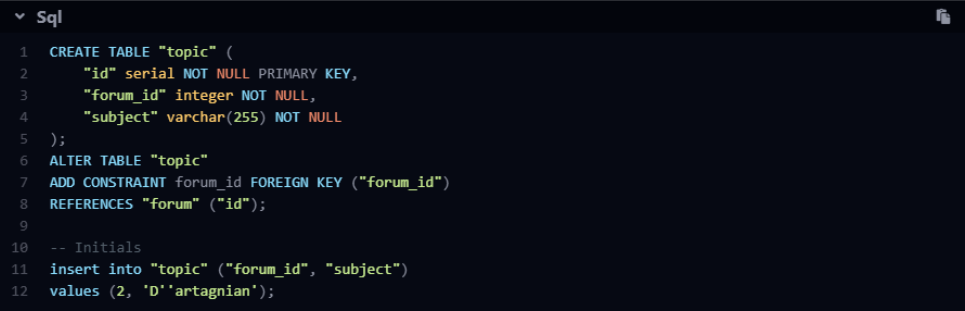 Sql
1 CREATE TABLE "topic" (
2     "id" serial NOT NULL PRIMARY KEY,
3     "forum_id" integer NOT NULL,
4     "subject" varchar(255) NOT NULL
5 );
6 ALTER TABLE "topic"
7 ADD CONSTRAINT forum_id FOREIGN KEY ("forum_id")
8 REFERENCES "forum" ("id");
9
10 -- Initials
11 insert into "topic" ("forum_id", "subject")
12 values (2, 'D''artagnian');